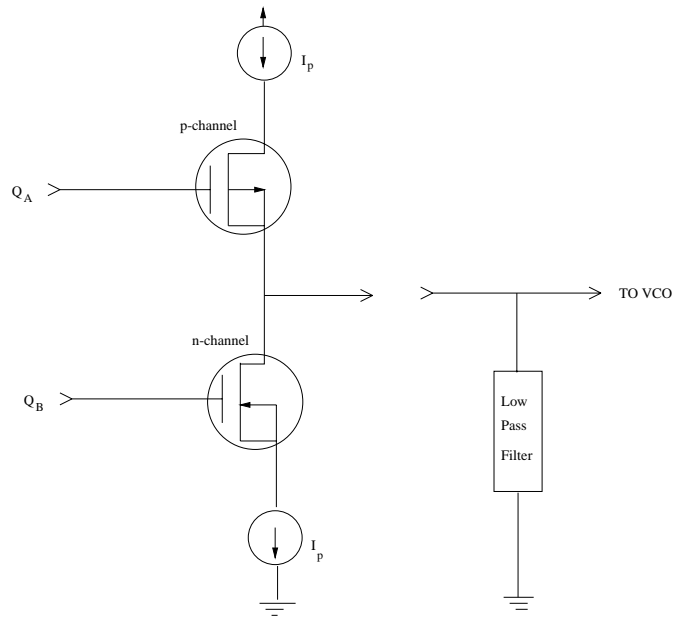 I p
p-channel
Q A
TO VCO
n-channel
Q B
Low
Pass
Filter
I p